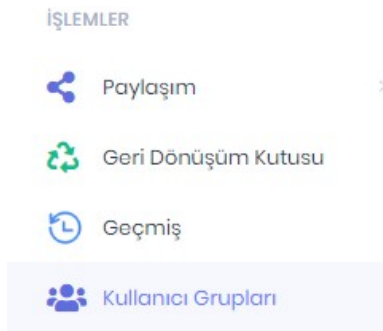 İŞLEMLER
Paylaşım
Geri Dönüşüm Kutusu
Geçmiş
Kullanıcı Grupları